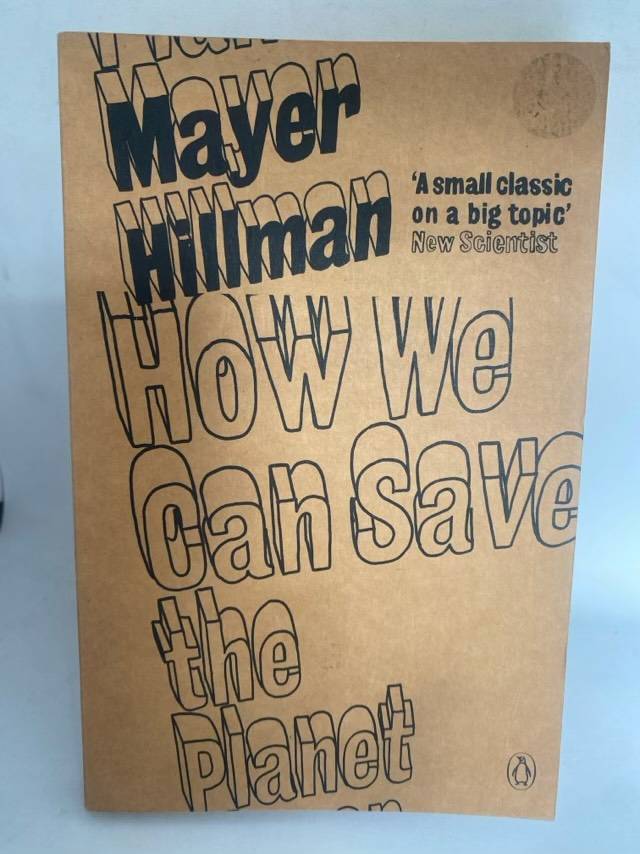 Mayer
Hillman
'A small classic
on a big topic'
New Scientist
How We
Can Save
the
Planet